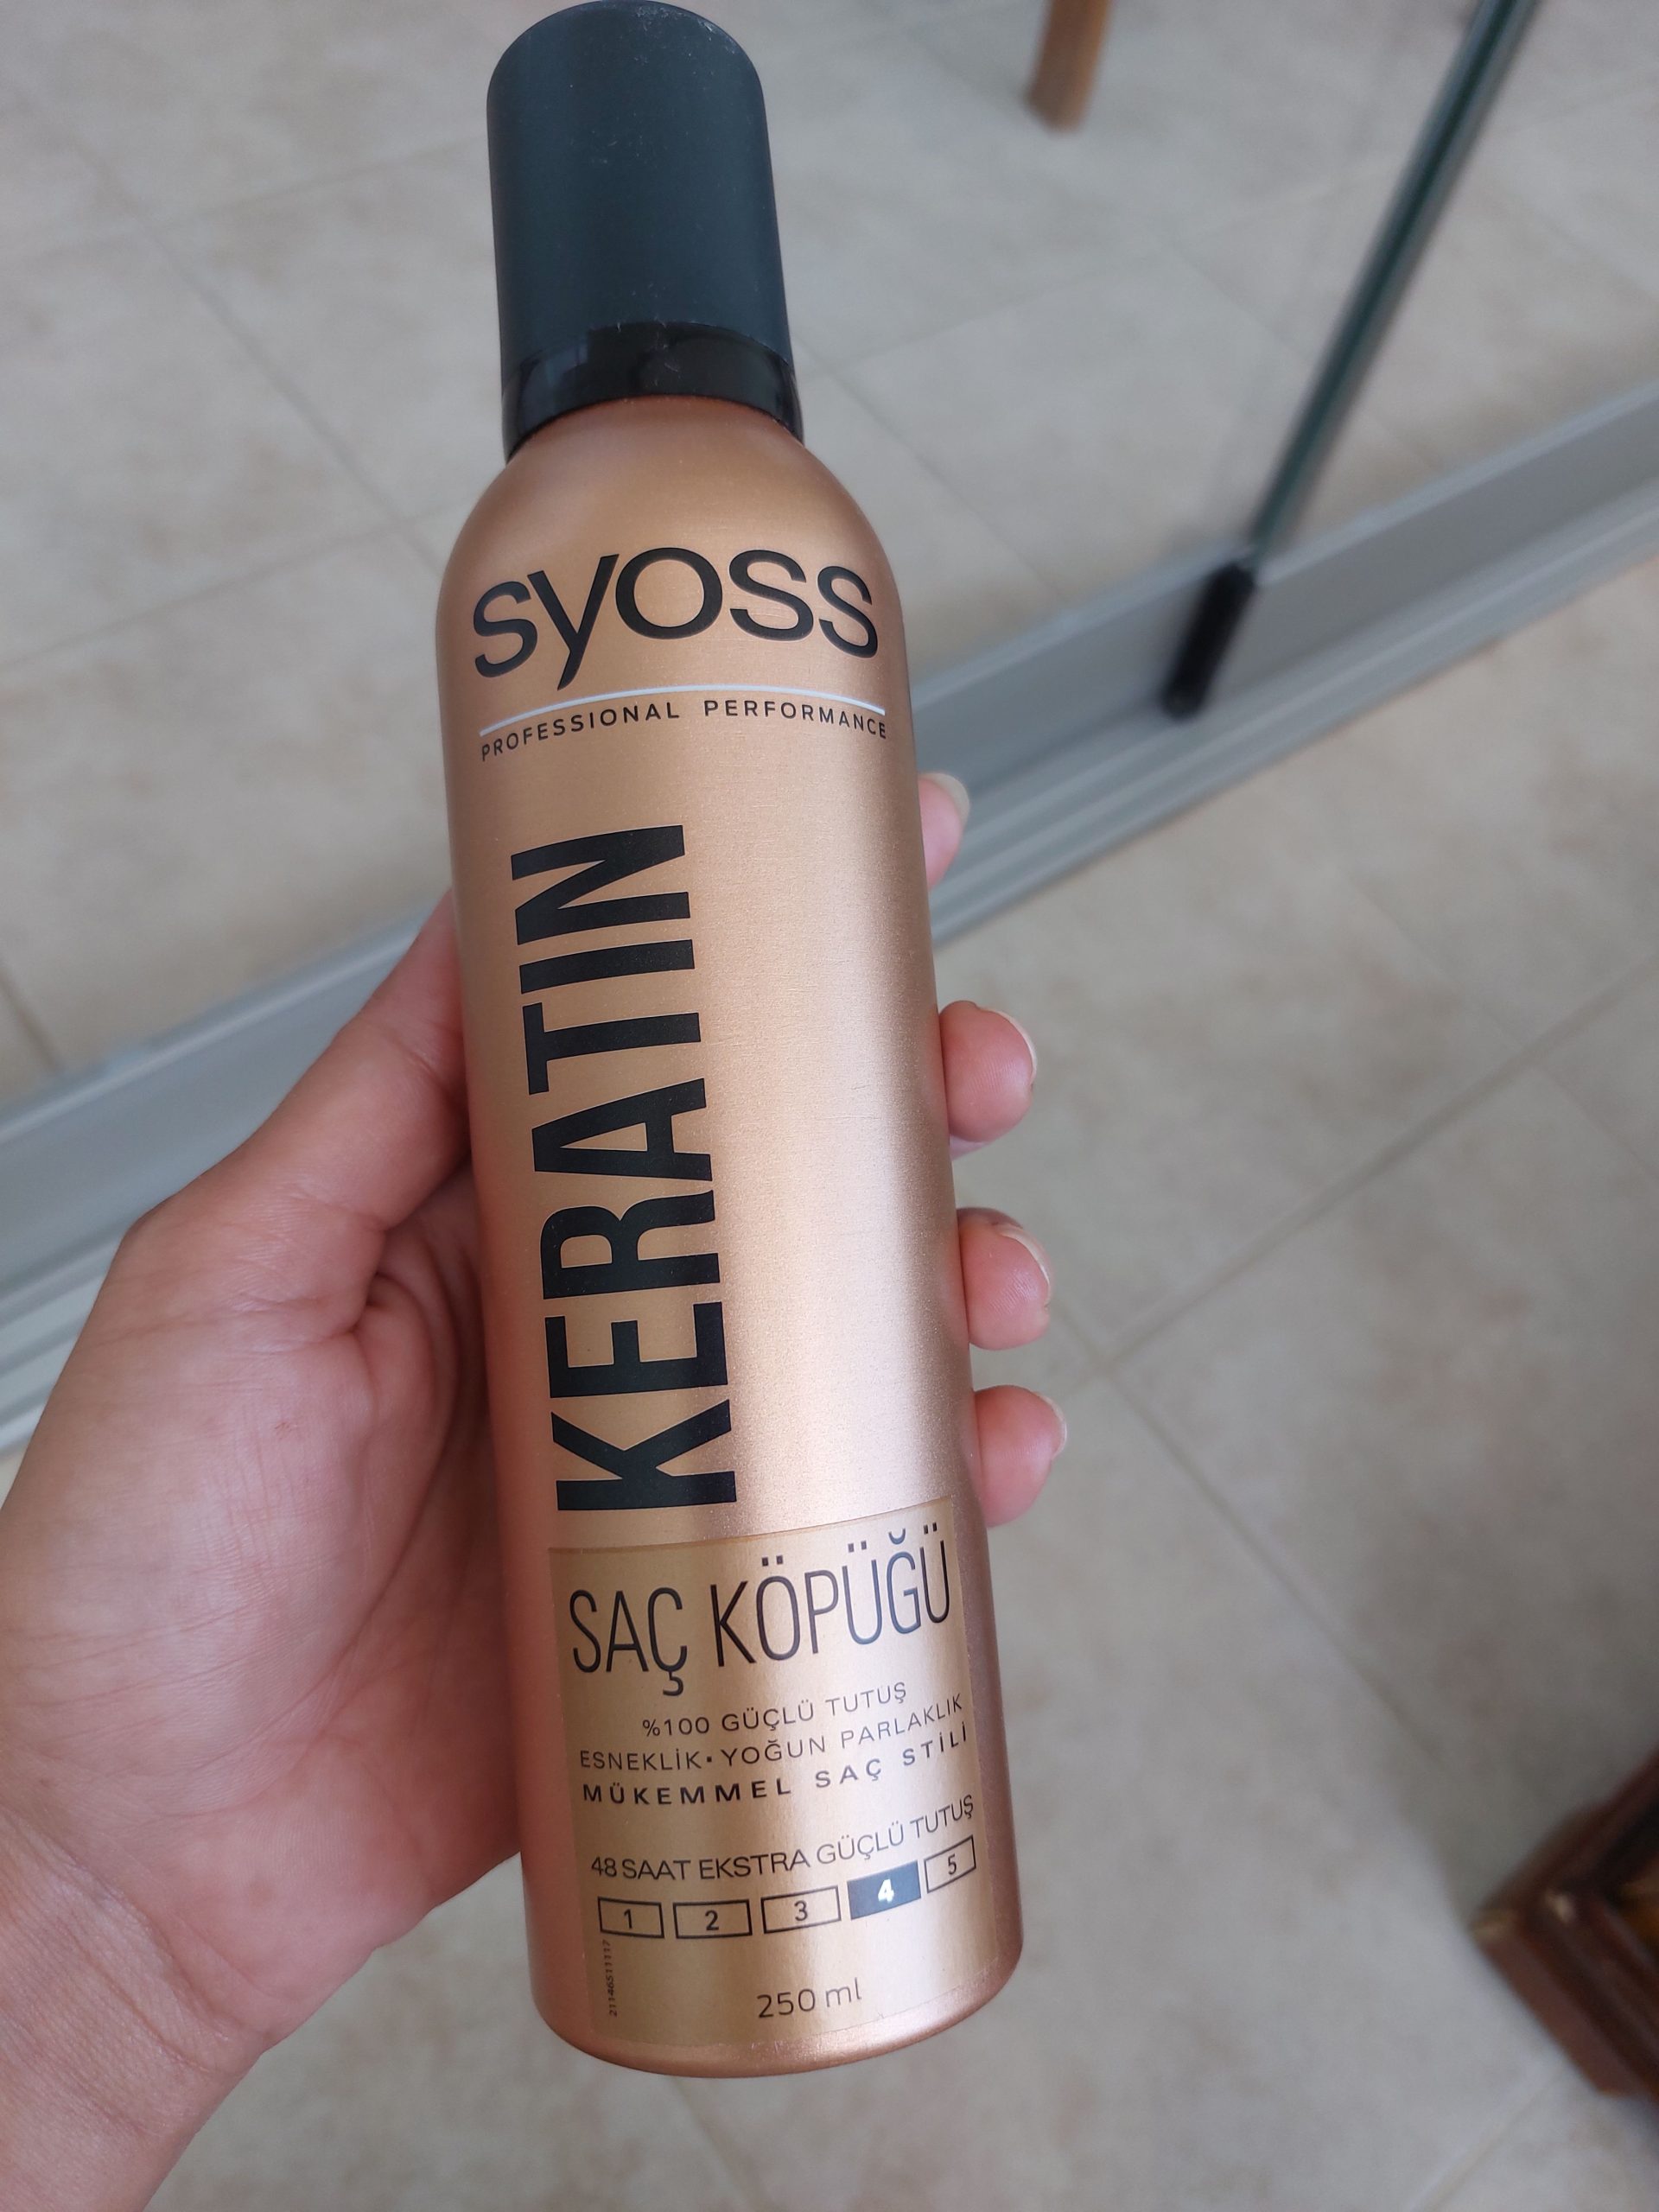 syoss
PROFESSIONAL PERFORMANCE
KERATIN
SAÇ KÖPÜĞÜ
%100 GÜÇLÜ TUTUŞ
ESNEKLİK▪YOĞUN PARLAKLIK
MÜKEMMEL SAÇ STİLİ
48 SAAT EKSTRA GÜÇLÜ TUTUŞ
1 2 3 4 5
250 ml